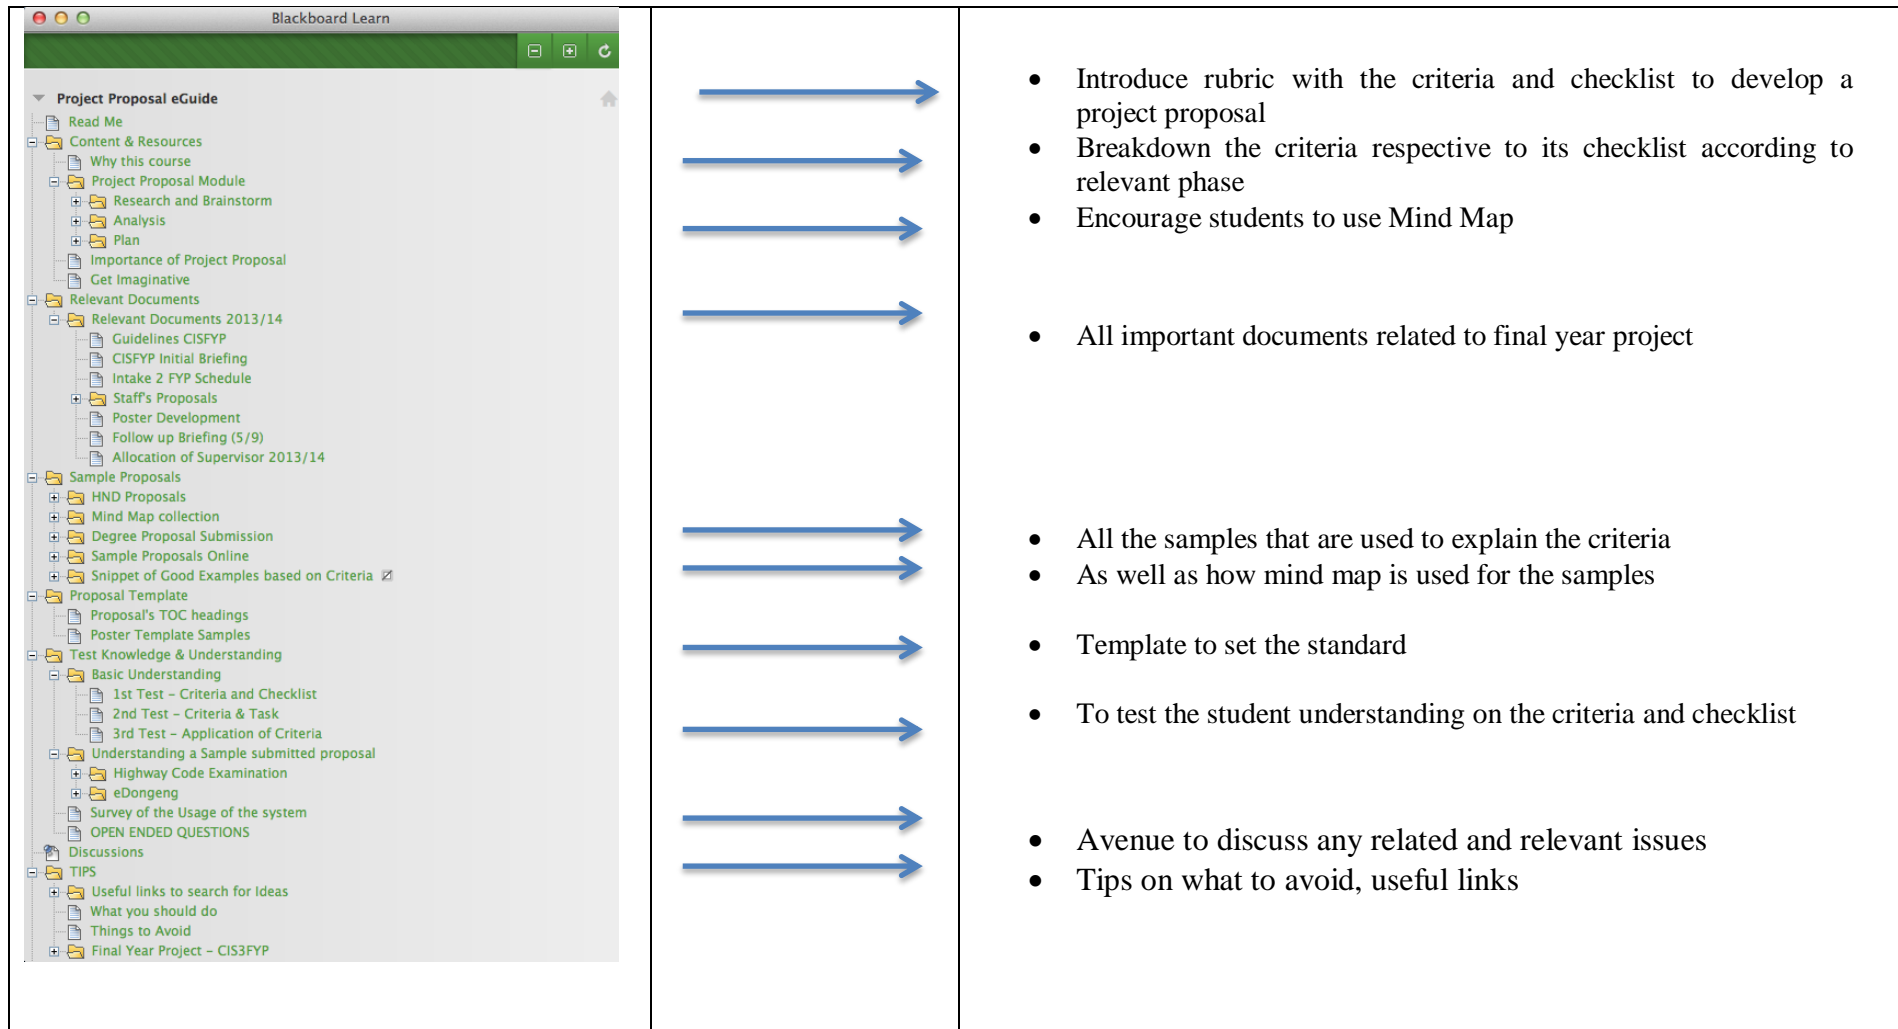 Blackboard Learn
Project Proposal eGuide
Read Me
Content & Resources
Why this course
Project Proposal Module
Research and Brainstorm
Analysis
Plan
Importance of Project Proposal
Get Imaginative
Relevant Documents
Relevant Documents 2013/14
Guidelines CISFYP
CISFYP Initial Briefing
Intake 2 FYP Schedule
Staff's Proposals
Poster Development
Follow up Briefing (5/9)
Allocation of Supervisor 2013/14
Sample Proposals
HND Proposals
Mind Map collection
Degree Proposal Submission
Sample Proposals Online
Snippet of Good Examples based on Criteria
Proposal Template
Proposal's TOC headings
Poster Template Samples
Test Knowledge & Understanding
Basic Understanding
1st Test – Criteria and Checklist
2nd Test – Criteria & Task
3rd Test – Application of Criteria
Understanding a Sample submitted proposal
Highway Code Examination
eDongeng
Survey of the Usage of the system
OPEN ENDED QUESTIONS
Discussions
TIPS
Useful links to search for Ideas
What you should do
Things to Avoid
Final Year Project – CIS3FYP
• Introduce rubric with the criteria and checklist to develop a
project proposal
• Breakdown the criteria respective to its checklist according to
relevant phase
• Encourage students to use Mind Map
• All important documents related to final year project
• All the samples that are used to explain the criteria
• As well as how mind map is used for the samples
• Template to set the standard
• To test the student understanding on the criteria and checklist
• Avenue to discuss any related and relevant issues
• Tips on what to avoid, useful links